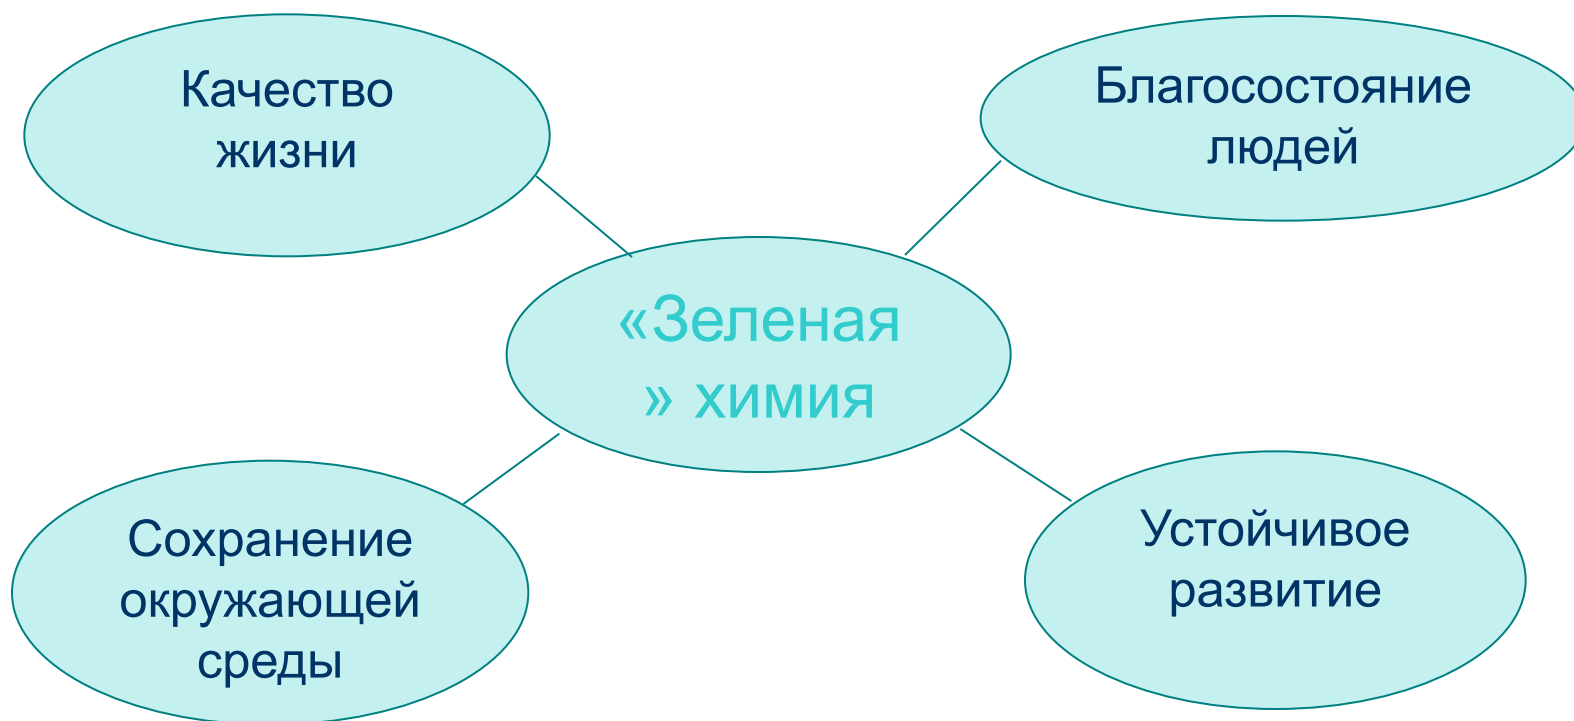 Качество
жизни
Благосостояние
людей
«Зеленая
» химия
Сохранение
окружающей
среды
Устойчивое
развитие